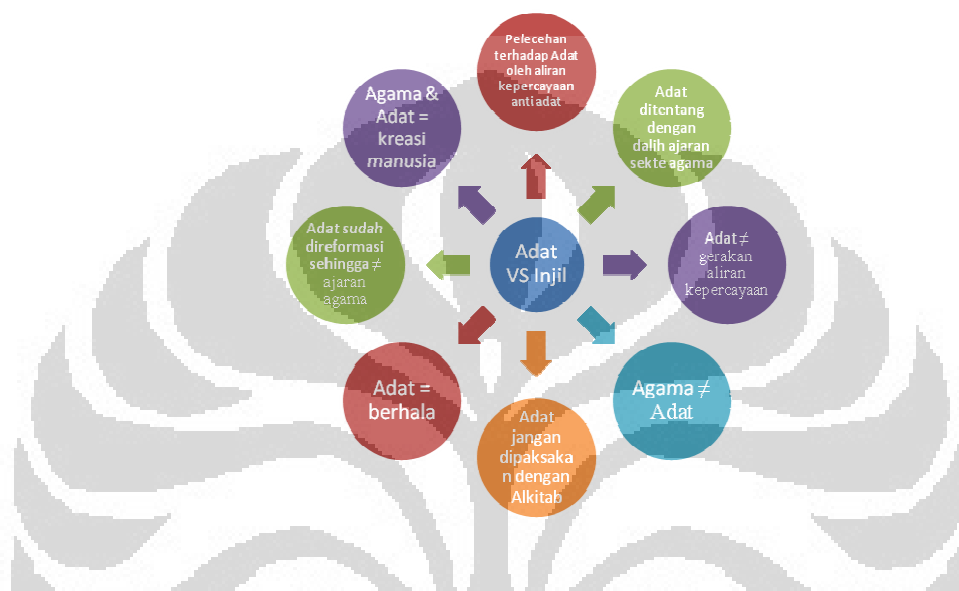 Pelecehan
terhadap Adat
oleh aliran
kepercayaan
anti adat
Adat
ditentang
dengan
dalih ajaran
sekte agama
Adat ≠
gerakan
aliran
kepercayaan
Agama ≠
Adat
Adat
jangan
dipaksaka
n dengan
Alkitab
Adat =
berhala
Adat sudah
direformasi
sehingga ≠
ajaran
agama
Agama &
Adat =
kreasi
manusia
Adat
VS Injil